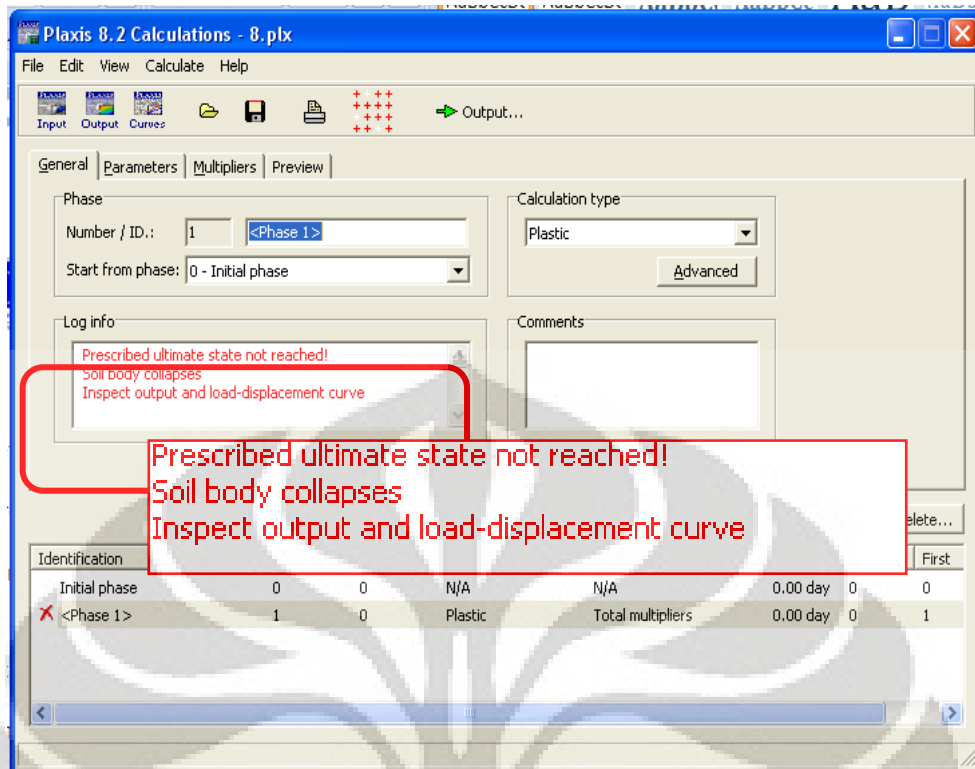 Plaxis 8.2 Calculations - 8.plx
File Edit View Calculate Help
Input Output Curves Output...
General Parameters Multipliers Preview
Phase
Number / ID.: 1 <Phase 1>
Start from phase: 0 - Initial phase
Calculation type
Plastic
Advanced
Log info
Prescribed ultimate state not reached!
Soil body collapses
Inspect output and load-displacement curve
Comments
Prescribed ultimate state not reached!
Soil body collapses
Inspect output and load-displacement curve
elete...
Identification First
Initial phase 0 0 N/A N/A 0.00 day 0 0
<Phase 1> 1 0 Plastic Total multipliers 0.00 day 0 1